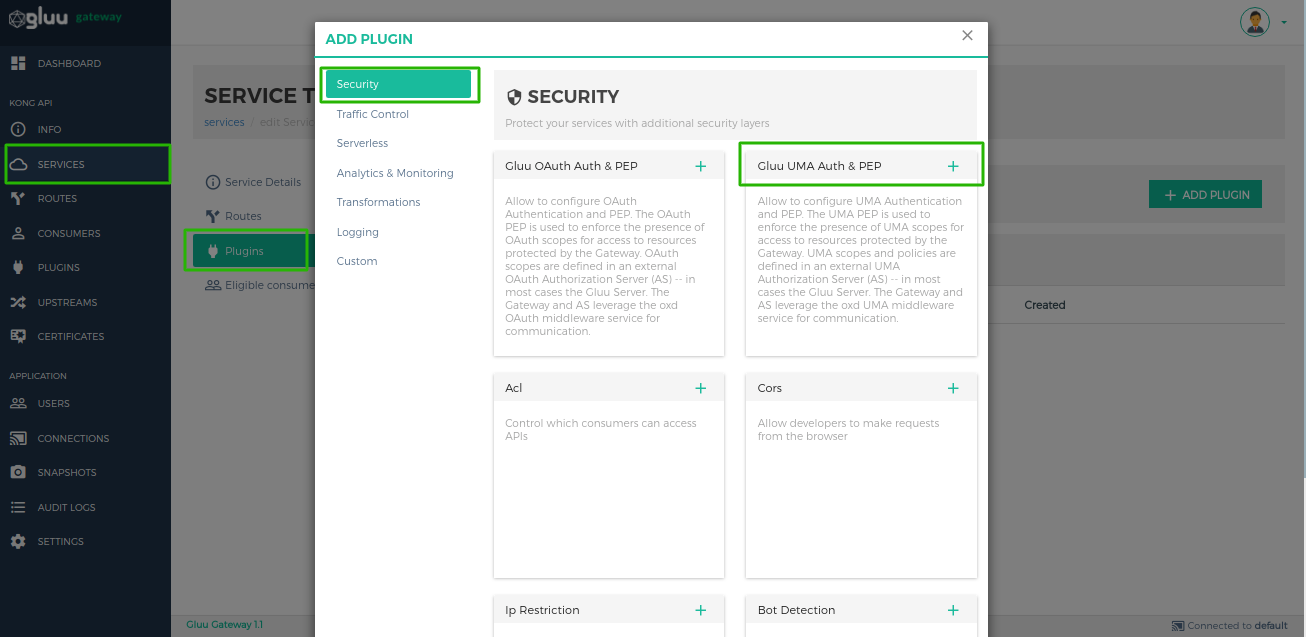 gluu gateway
DASHBOARD
KONG API
INFO
SERVICES
ROUTES
CONSUMERS
PLUGINS
UPSTREAMS
CERTIFICATES
APPLICATION
USERS
CONNECTIONS
SNAPSHOTS
AUDIT LOGS
SETTINGS
SERVICE T
services / edit Servic
Service Details
Routes
Plugins
Eligible consume
ADD PLUGIN
Security
Traffic Control
Serverless
Analytics & Monitoring
Transformations
Logging
Custom
SECURITY
Protect your services with additional security layers
Gluu OAuth Auth & PEP +
Allow to configure OAuth
Authentication and PEP. The OAuth
PEP is used to enforce the presence of
OAuth scopes for access to resources
protected by the Gateway. OAuth
scopes are defined in an external
OAuth Authorization Server (AS) -- in
most cases the Gluu Server. The
Gateway and AS leverage the oxd
OAuth middleware service for
communication.
Gluu UMA Auth & PEP +
Allow to configure UMA Authentication
and PEP. The UMA PEP is used to
enforce the presence of UMA scopes for
access to resources protected by the
Gateway. UMA scopes and policies are
defined in an external UMA
Authorization Server (AS) -- in most
cases the Gluu Server. The Gateway and
AS leverage the oxd UMA middleware
service for communication.
Acl +
Control which consumers can access
APIs
Cors +
Allow developers to make requests
from the browser
Ip Restriction +
Bot Detection +
+ ADD PLUGIN
Created
Gluu Gateway 1.1
Connected to default